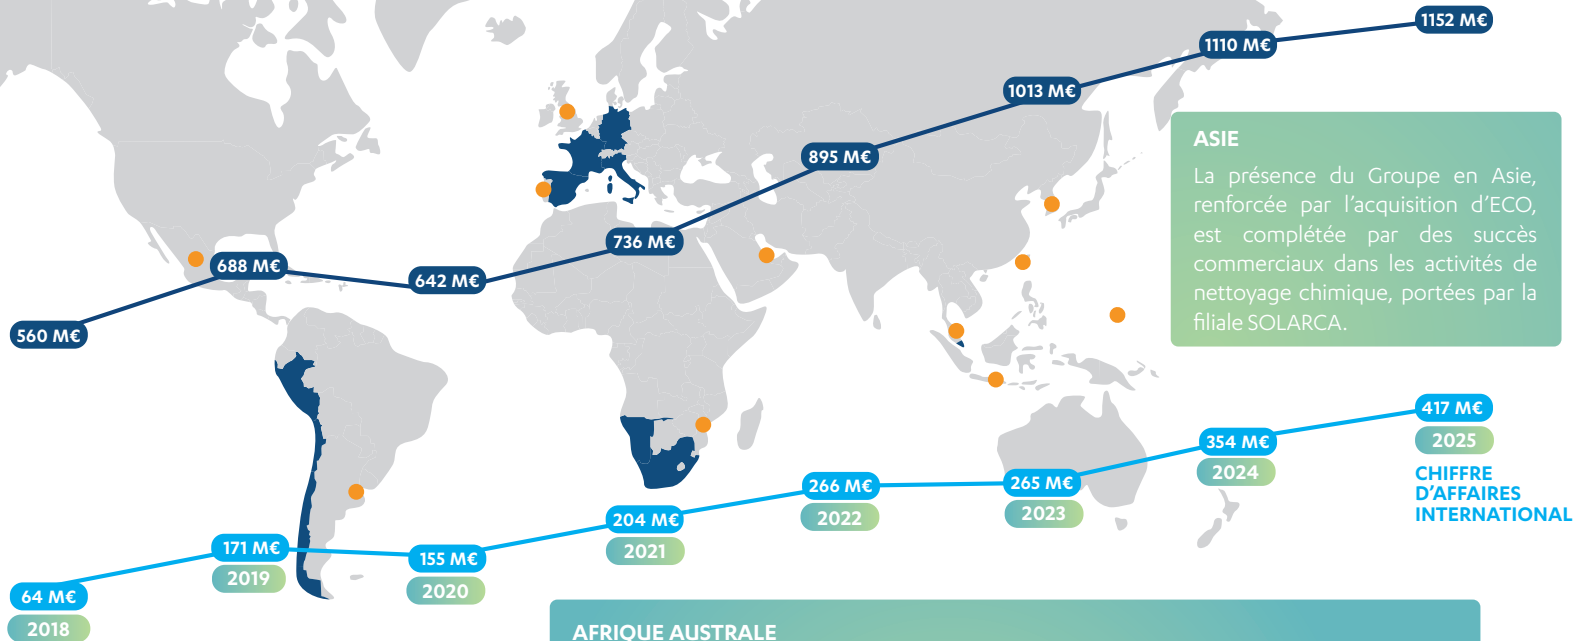 1152 M€
1110 M€
1013 M€
895 M€
736 M€
688 M€
642 M€
560 M€
ASIE
La présence du Groupe en Asie,
renforcée par l'acquisition d'ECO,
est complétée par des succès
commerciaux dans les activités de
nettoyage chimique, portées par la
filiale SOLARCA.
417 M€
2025
CHIFFRE
D'AFFAIRES
INTERNATIONAL
354 M€
2024
265 M€
2023
266 M€
2022
204 M€
2021
155 M€
2020
171 M€
2019
64 M€
2018
AFRIQUE AUSTRALE